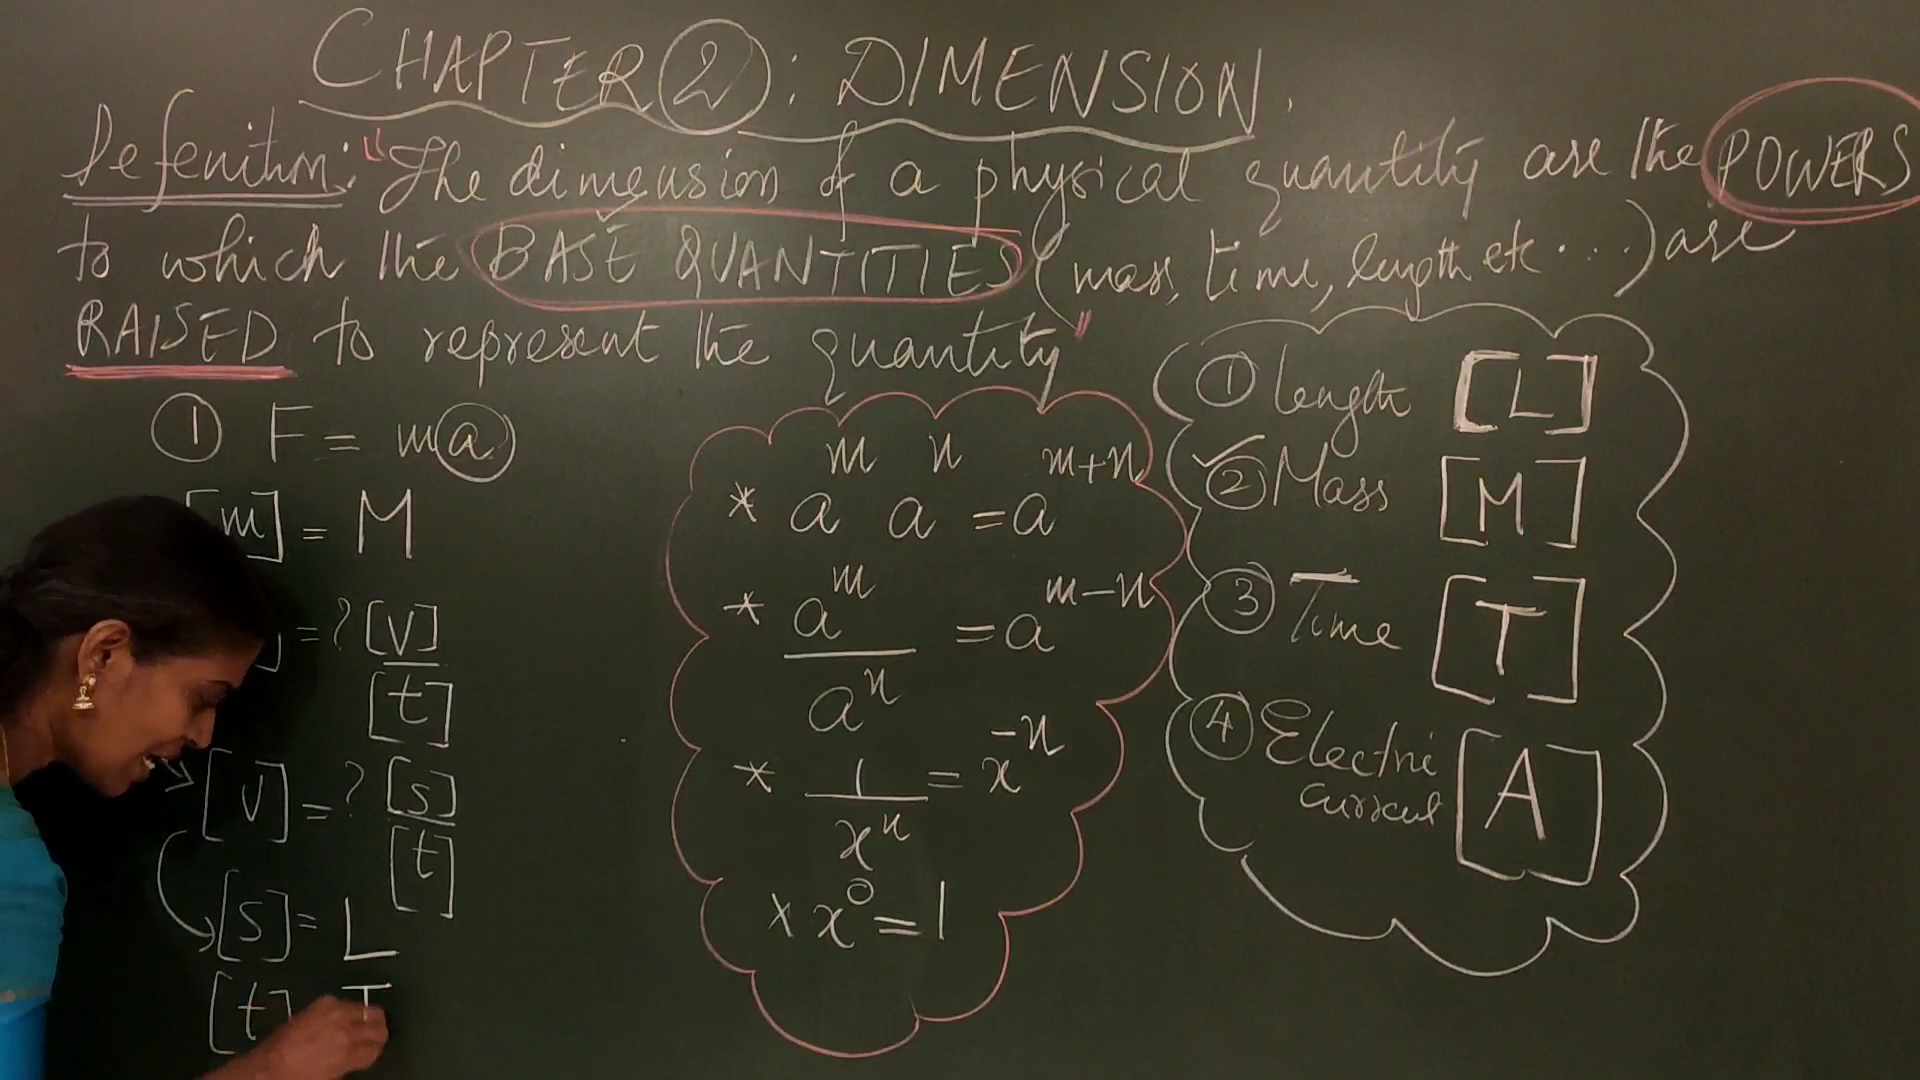 CHAPTER 2 : DIMENSION.
Defenition: "The dimension of a physical quantity are the POWERS
to which the BASE QUANTITIES (mass, time, length etc ....) are
RAISED to represent the quantity"
① F = ma
[m] = M
] = ? [v]
[t]
[v] = ? [s]
[t]
[s] = L
[t] T
* a^m a^n = a^m+n
* a^m / a^n = a^m-n
* 1 / x^n = x^-n
* x^0 = 1
① length [L]
② Mass [M]
③ Time [T]
④ Electric [A]
current